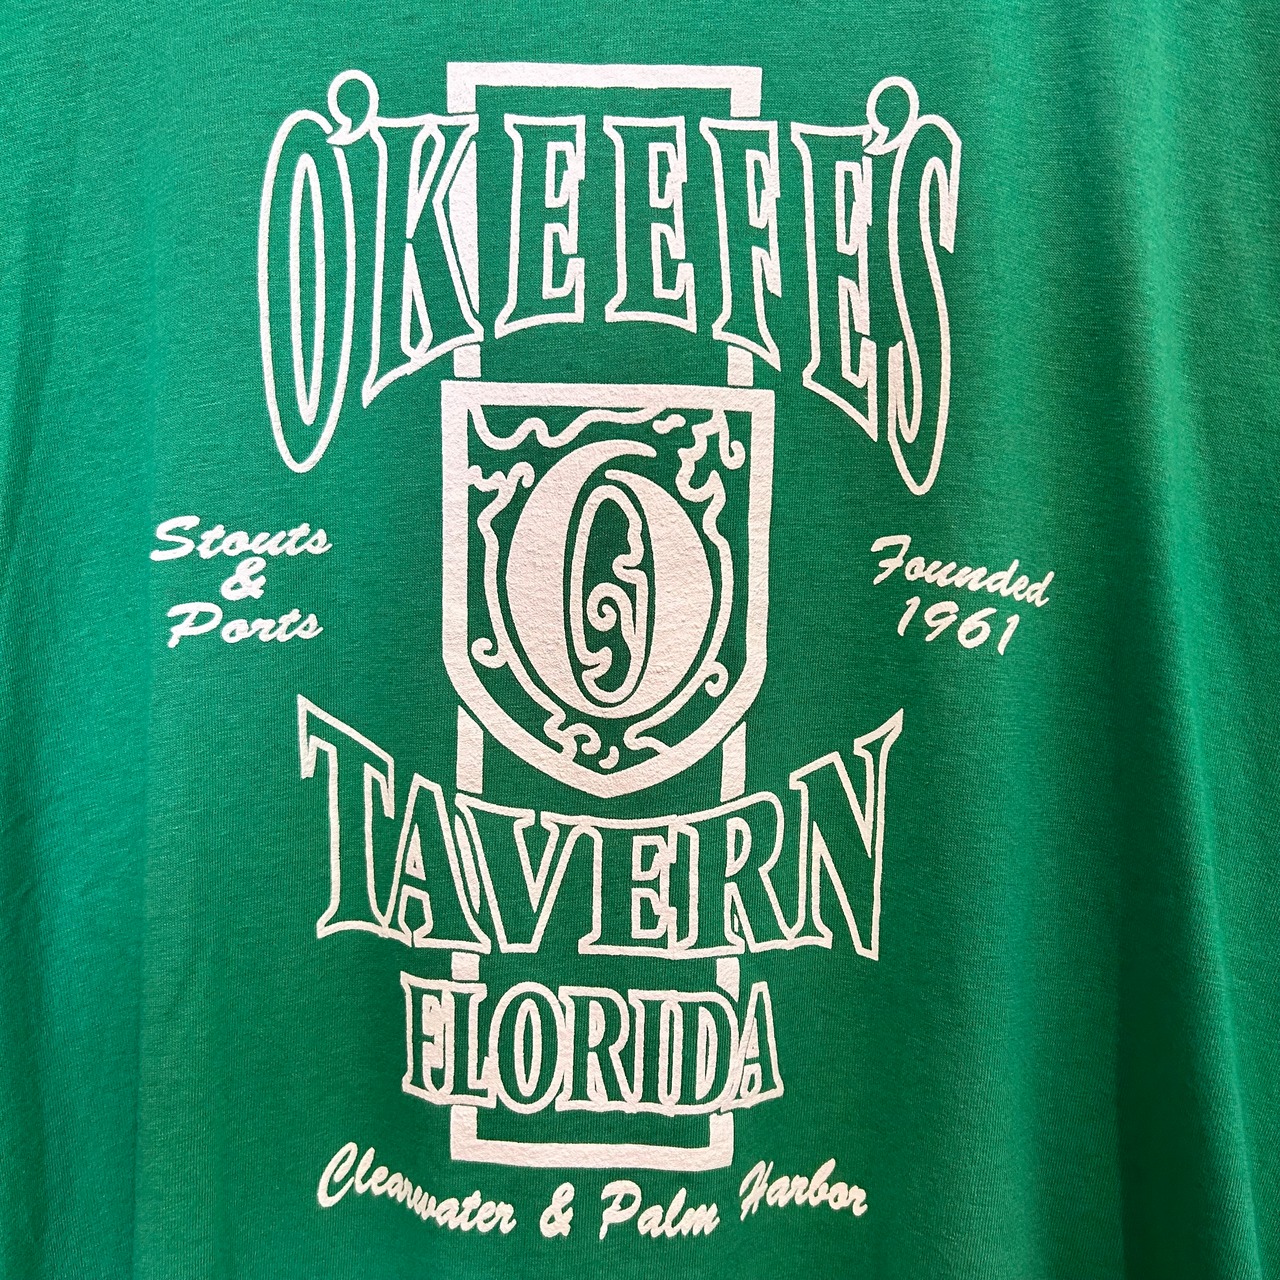 O'KEEFE'S
O
Stouts
&
Ports
Founded
1961
TAVERN
FLORIDA
Clearwater & Palm Harbor